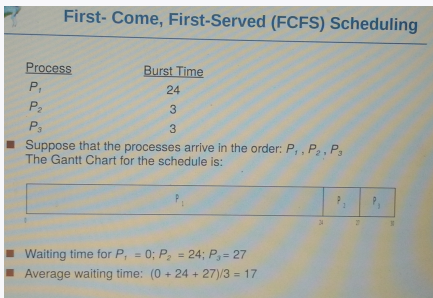 First- Come, First-Served (FCFS) Scheduling
Process Burst Time
P₁ 24
P₂ 3
P₃ 3
Suppose that the processes arrive in the order: P₁ , P₂ , P₃
The Gantt Chart for the schedule is:
P₁ P₂ P₃
Waiting time for P₁ = 0; P₂ = 24; P₃ = 27
Average waiting time: (0 + 24 + 27)/3 = 17